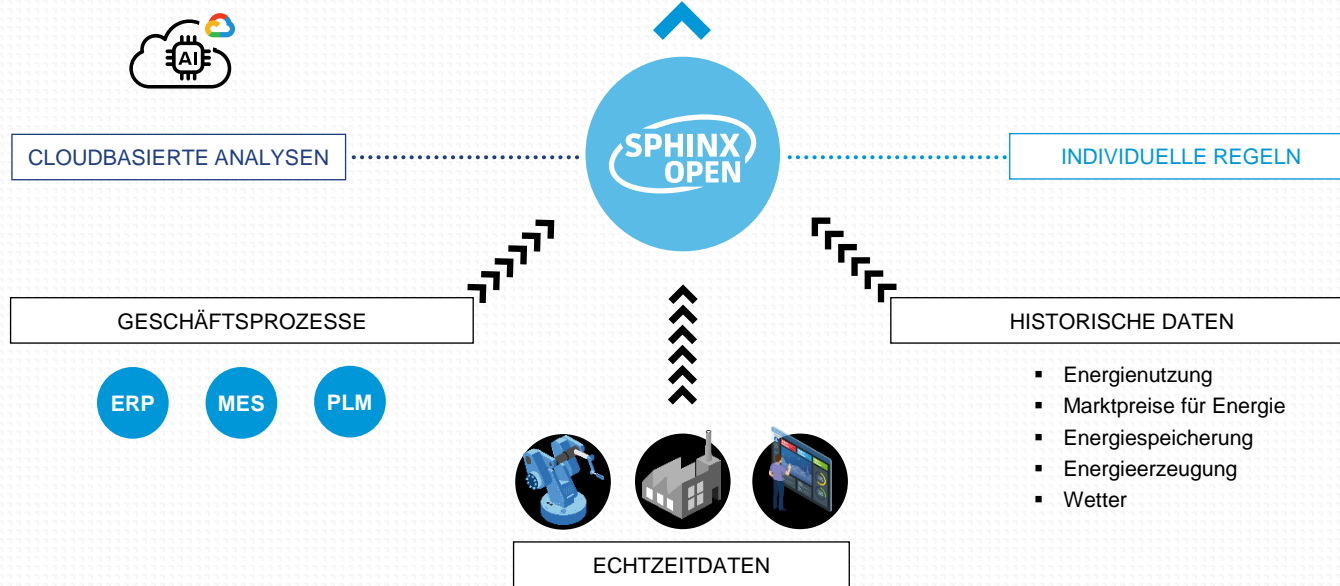 AI
SPHINX
OPEN
CLOUDBASIERTE ANALYSEN
INDIVIDUELLE REGELN
GESCHÄFTSPROZESSE
HISTORISCHE DATEN
ERP
MES
PLM
▪ Energienutzung
▪ Marktpreise für Energie
▪ Energiespeicherung
▪ Energieerzeugung
▪ Wetter
ECHTZEITDATEN